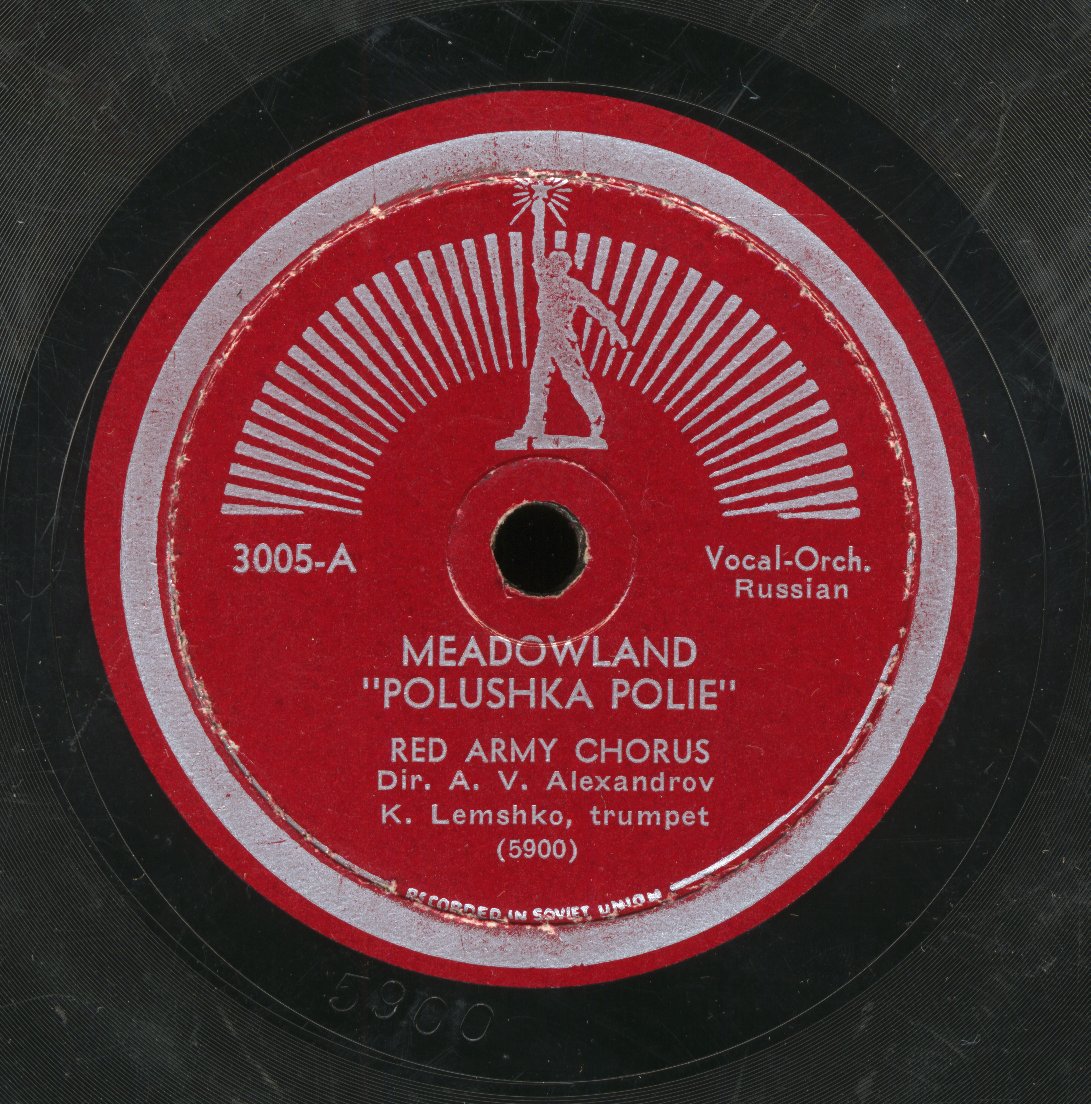 3005-A
Vocal-Orch.
Russian
MEADOWLAND
"POLUSHKA POLIE"
RED ARMY CHORUS
Dir. A. V. Alexandrov
K. Lemshko, trumpet
(5900)
RECORDED IN SOVIET UNION
5900